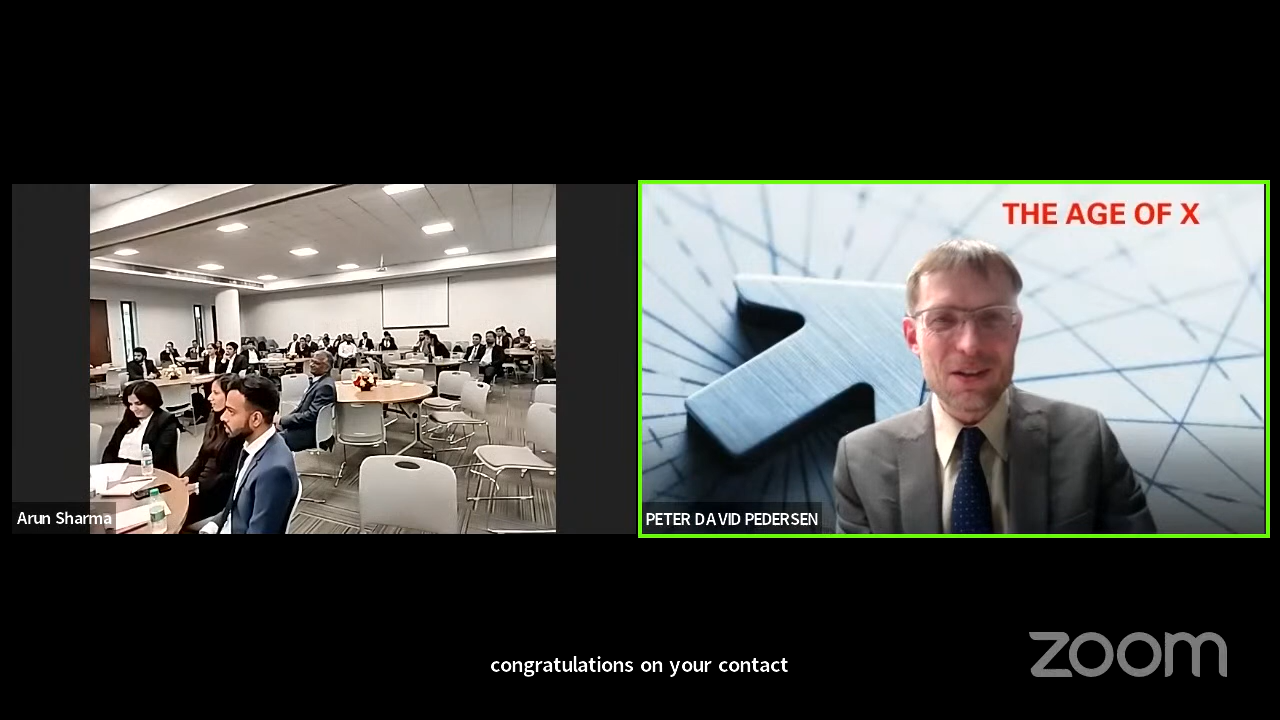 THE AGE OF X
Arun Sharma
PETER DAVID PEDERSEN
congratulations on your contact
zoom